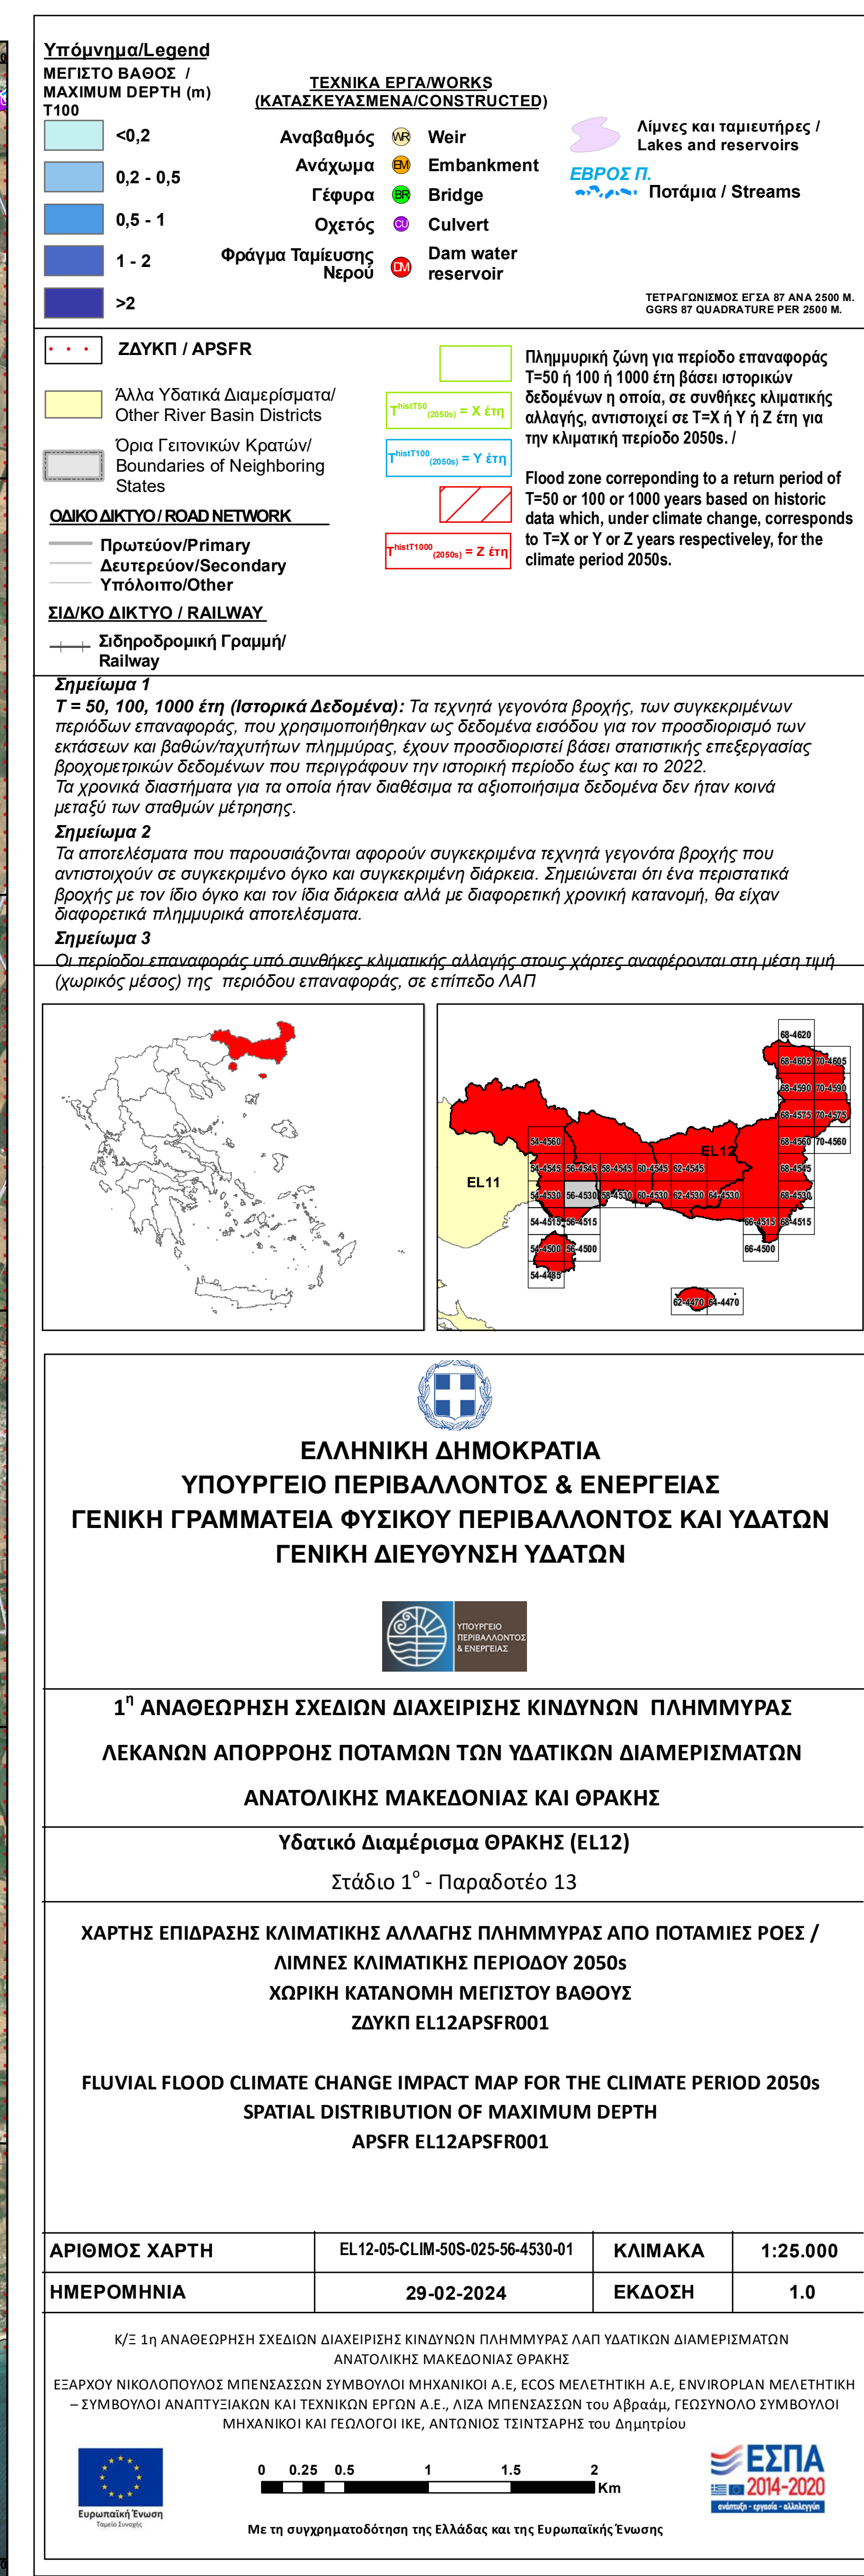 Υπόμνημα/Legend
ΜΕΓΙΣΤΟ ΒΑΘΟΣ /
MAXIMUM DEPTH (m)
T100
<0,2
0,2 - 0,5
0,5 - 1
1 - 2
>2
ΤΕΧΝΙΚΑ ΕΡΓΑ/WORKS
(ΚΑΤΑΣΚΕΥΑΣΜΕΝΑ/CONSTRUCTED)
Αναβαθμός WR Weir
Ανάχωμα EM Embankment
Γέφυρα BR Bridge
Οχετός CU Culvert
Φράγμα Ταμίευσης
Νερού
DM
Dam water
reservoir
Λίμνες και ταμιευτήρες /
Lakes and reservoirs
ΕΒΡΟΣ Π.
Ποτάμια / Streams
ΤΕΤΡΑΓΩΝΙΣΜΟΣ ΕΓΣΑ 87 ΑΝΑ 2500 Μ.
GGRS 87 QUADRATURE PER 2500 M.
ΖΔΥΚΠ / APSFR
Άλλα Υδατικά Διαμερίσματα/
Other River Basin Districts
Όρια Γειτονικών Κρατών/
Boundaries of Neighboring
States
ΟΔΙΚΟ ΔΙΚΤΥΟ / ROAD NETWORK
Πρωτεύον/Primary
Δευτερεύον/Secondary
Υπόλοιπο/Other
ΣΙΔ/ΚΟ ΔΙΚΤΥΟ / RAILWAY
Σιδηροδρομική Γραμμή/
Railway
T histT50 (2050s) = X έτη
T histT100 (2050s) = Y έτη
T histT1000 (2050s) = Z έτη
Πλημμυρική ζώνη για περίοδο επαναφοράς
T=50 ή 100 ή 1000 έτη βάσει ιστορικών
δεδομένων η οποία, σε συνθήκες κλιματικής
αλλαγής, αντιστοιχεί σε T=X ή Y ή Z έτη για
την κλιματική περίοδο 2050s. /
Flood zone correponding to a return period of
T=50 or 100 or 1000 years based on historic
data which, under climate change, corresponds
to T=X or Y or Z years respectiveley, for the
climate period 2050s.
Σημείωμα 1
T = 50, 100, 1000 έτη (Ιστορικά Δεδομένα): Τα τεχνητά γεγονότα βροχής, των συγκεκριμένων
περιόδων επαναφοράς, που χρησιμοποιήθηκαν ως δεδομένα εισόδου για τον προσδιορισμό των
εκτάσεων και βαθών/ταχυτήτων πλημμύρας, έχουν προσδιοριστεί βάσει στατιστικής επεξεργασίας
βροχομετρικών δεδομένων που περιγράφουν την ιστορική περίοδο έως και το 2022.
Τα χρονικά διαστήματα για τα οποία ήταν διαθέσιμα τα αξιοποιήσιμα δεδομένα δεν ήταν κοινά
μεταξύ των σταθμών μέτρησης.
Σημείωμα 2
Τα αποτελέσματα που παρουσιάζονται αφορούν συγκεκριμένα τεχνητά γεγονότα βροχής που
αντιστοιχούν σε συγκεκριμένο όγκο και συγκεκριμένη διάρκεια. Σημειώνεται ότι ένα περιστατικά
βροχής με τον ίδιο όγκο και τον ίδια διάρκεια αλλά με διαφορετική χρονική κατανομή, θα είχαν
διαφορετικά πλημμυρικά αποτελέσματα.
Σημείωμα 3
Οι περίοδοι επαναφοράς υπό συνθήκες κλιματικής αλλαγής στους χάρτες αναφέρονται στη μέση τιμή
(χωρικός μέσος) της περιόδου επαναφοράς, σε επίπεδο ΛΑΠ
68-4620
68-4605 70-4605
68-4590 70-4590
68-4575 70-4575
54-4560 EL12 68-4560 70-4560
54-4545 56-4545 58-4545 60-4545 62-4545 68-4545
EL11
54-4530 56-4530 58-4530 60-4530 62-4530 64-4530 68-4530
54-4515 56-4515 66-4515 68-4515
54-4500 56-4500 66-4500
54-4485
62-4470 64-4470
ΕΛΛΗΝΙΚΗ ΔΗΜΟΚΡΑΤΙΑ
ΥΠΟΥΡΓΕΙΟ ΠΕΡΙΒΑΛΛΟΝΤΟΣ & ΕΝΕΡΓΕΙΑΣ
ΓΕΝΙΚΗ ΓΡΑΜΜΑΤΕΙΑ ΦΥΣΙΚΟΥ ΠΕΡΙΒΑΛΛΟΝΤΟΣ ΚΑΙ ΥΔΑΤΩΝ
ΓΕΝΙΚΗ ΔΙΕΥΘΥΝΣΗ ΥΔΑΤΩΝ
ΥΠΟΥΡΓΕΙΟ
ΠΕΡΙΒΑΛΛΟΝΤΟΣ
& ΕΝΕΡΓΕΙΑΣ
1η ΑΝΑΘΕΩΡΗΣΗ ΣΧΕΔΙΩΝ ΔΙΑΧΕΙΡΙΣΗΣ ΚΙΝΔΥΝΩΝ ΠΛΗΜΜΥΡΑΣ
ΛΕΚΑΝΩΝ ΑΠΟΡΡΟΗΣ ΠΟΤΑΜΩΝ ΤΩΝ ΥΔΑΤΙΚΩΝ ΔΙΑΜΕΡΙΣΜΑΤΩΝ
ΑΝΑΤΟΛΙΚΗΣ ΜΑΚΕΔΟΝΙΑΣ ΚΑΙ ΘΡΑΚΗΣ
Υδατικό Διαμέρισμα ΘΡΑΚΗΣ (EL12)
Στάδιο 1ο - Παραδοτέο 13
ΧΑΡΤΗΣ ΕΠΙΔΡΑΣΗΣ ΚΛΙΜΑΤΙΚΗΣ ΑΛΛΑΓΗΣ ΠΛΗΜΜΥΡΑΣ ΑΠΟ ΠΟΤΑΜΙΕΣ ΡΟΕΣ /
ΛΙΜΝΕΣ ΚΛΙΜΑΤΙΚΗΣ ΠΕΡΙΟΔΟΥ 2050s
ΧΩΡΙΚΗ ΚΑΤΑΝΟΜΗ ΜΕΓΙΣΤΟΥ ΒΑΘΟΥΣ
ΖΔΥΚΠ EL12APSFR001
FLUVIAL FLOOD CLIMATE CHANGE IMPACT MAP FOR THE CLIMATE PERIOD 2050s
SPATIAL DISTRIBUTION OF MAXIMUM DEPTH
APSFR EL12APSFR001
ΑΡΙΘΜΟΣ ΧΑΡΤΗ EL12-05-CLIM-50S-025-56-4530-01 ΚΛΙΜΑΚΑ 1:25.000
ΗΜΕΡΟΜΗΝΙΑ 29-02-2024 ΕΚΔΟΣΗ 1.0
Κ/Ξ 1η ΑΝΑΘΕΩΡΗΣΗ ΣΧΕΔΙΩΝ ΔΙΑΧΕΙΡΙΣΗΣ ΚΙΝΔΥΝΩΝ ΠΛΗΜΜΥΡΑΣ ΛΑΠ ΥΔΑΤΙΚΩΝ ΔΙΑΜΕΡΙΣΜΑΤΩΝ
ΑΝΑΤΟΛΙΚΗΣ ΜΑΚΕΔΟΝΙΑΣ ΘΡΑΚΗΣ
ΕΞΑΡΧΟΥ ΝΙΚΟΛΟΠΟΥΛΟΣ ΜΠΕΝΣΑΣΣΩΝ ΣΥΜΒΟΥΛΟΙ ΜΗΧΑΝΙΚΟΙ Α.Ε, ECOS ΜΕΛΕΤΗΤΙΚΗ Α.Ε, ENVIROPLAN ΜΕΛΕΤΗΤΙΚΗ
– ΣΥΜΒΟΥΛΟΙ ΑΝΑΠΤΥΞΙΑΚΩΝ ΚΑΙ ΤΕΧΝΙΚΩΝ ΕΡΓΩΝ Α.Ε., ΛΙΖΑ ΜΠΕΝΣΑΣΣΩΝ του Αβραάμ, ΓΕΩΣΥΝΟΛΟ ΣΥΜΒΟΥΛΟΙ
ΜΗΧΑΝΙΚΟΙ ΚΑΙ ΓΕΩΛΟΓΟΙ ΙΚΕ, ΑΝΤΩΝΙΟΣ ΤΣΙΝΤΣΑΡΗΣ του Δημητρίου
Ευρωπαϊκή Ένωση
Ταμείο Συνοχής
0 0.25 0.5 1 1.5 2
Km
Με τη συγχρηματοδότηση της Ελλάδας και της Ευρωπαϊκής Ένωσης
ΕΣΠΑ
2014-2020
ανάπτυξη - εργασία - αλληλεγγύη